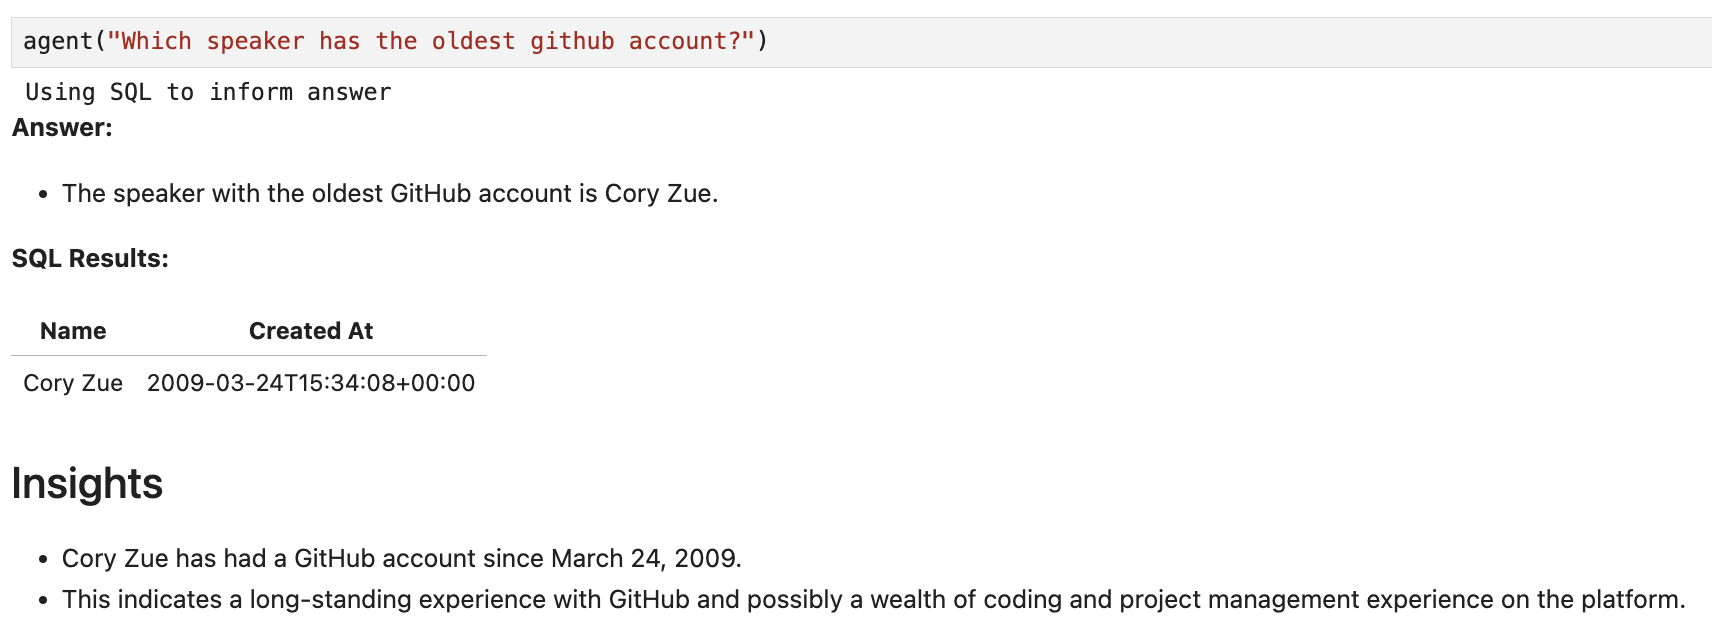 agent("Which speaker has the oldest github account?")
Using SQL to inform answer
Answer:
• The speaker with the oldest GitHub account is Cory Zue.
SQL Results:
Name Created At
Cory Zue 2009-03-24T15:34:08+00:00
Insights
• Cory Zue has had a GitHub account since March 24, 2009.
• This indicates a long-standing experience with GitHub and possibly a wealth of coding and project management experience on the platform.